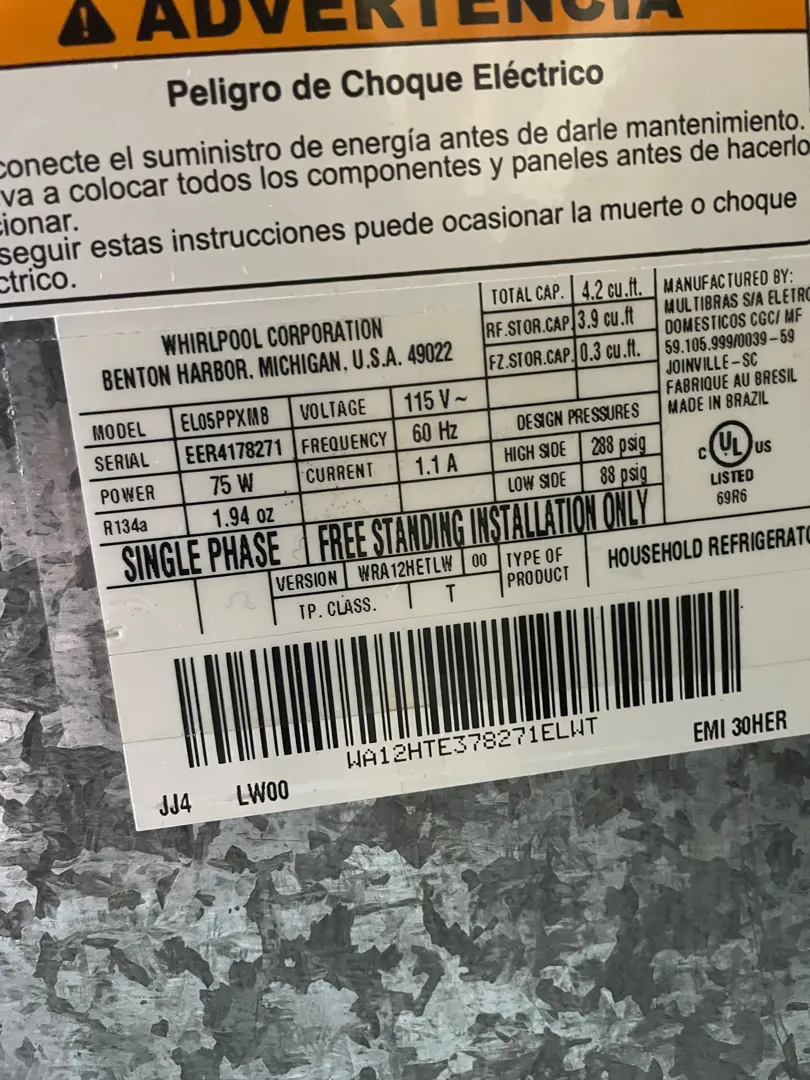 ADVERTENCIA
Peligro de Choque Eléctrico
conecte el suministro de energía antes de darle mantenimiento.
va a colocar todos los componentes y paneles antes de hacerlo
cionar.
seguir estas instrucciones puede ocasionar la muerte o choque
ctrico.
WHIRLPOOL CORPORATION
BENTON HARBOR. MICHIGAN, U.S.A. 49022
TOTAL CAP. 4.2 cu.ft.
RF.STOR.CAP. 3.9 cu.ft
FZ.STOR.CAP. 0.3 cu.ft.
MANUFACTURED BY:
MULTIBRAS S/A ELETRO
DOMESTICOS CGC/ MF
59.105.999/0039-59
JOINVILLE-SC
FABRIQUE AU BRESIL
MADE IN BRAZIL
MODEL EL05PPXMB VOLTAGE 115 V~
SERIAL EER4178271 FREQUENCY 60 Hz
POWER 75 W CURRENT 1.1 A
R134a 1.94 oz
DESIGN PRESSURES
HIGH SIDE 288 psig
LOW SIDE 88 psig
C UL US
LISTED
69R6
SINGLE PHASE FREE STANDING INSTALLATION ONLY
VERSION WRA12HETLW 00
TP. CLASS. T
TYPE OF
PRODUCT
HOUSEHOLD REFRIGERATO
WA12HTE378271ELWT
JJ4 LW00 EMI 30HER